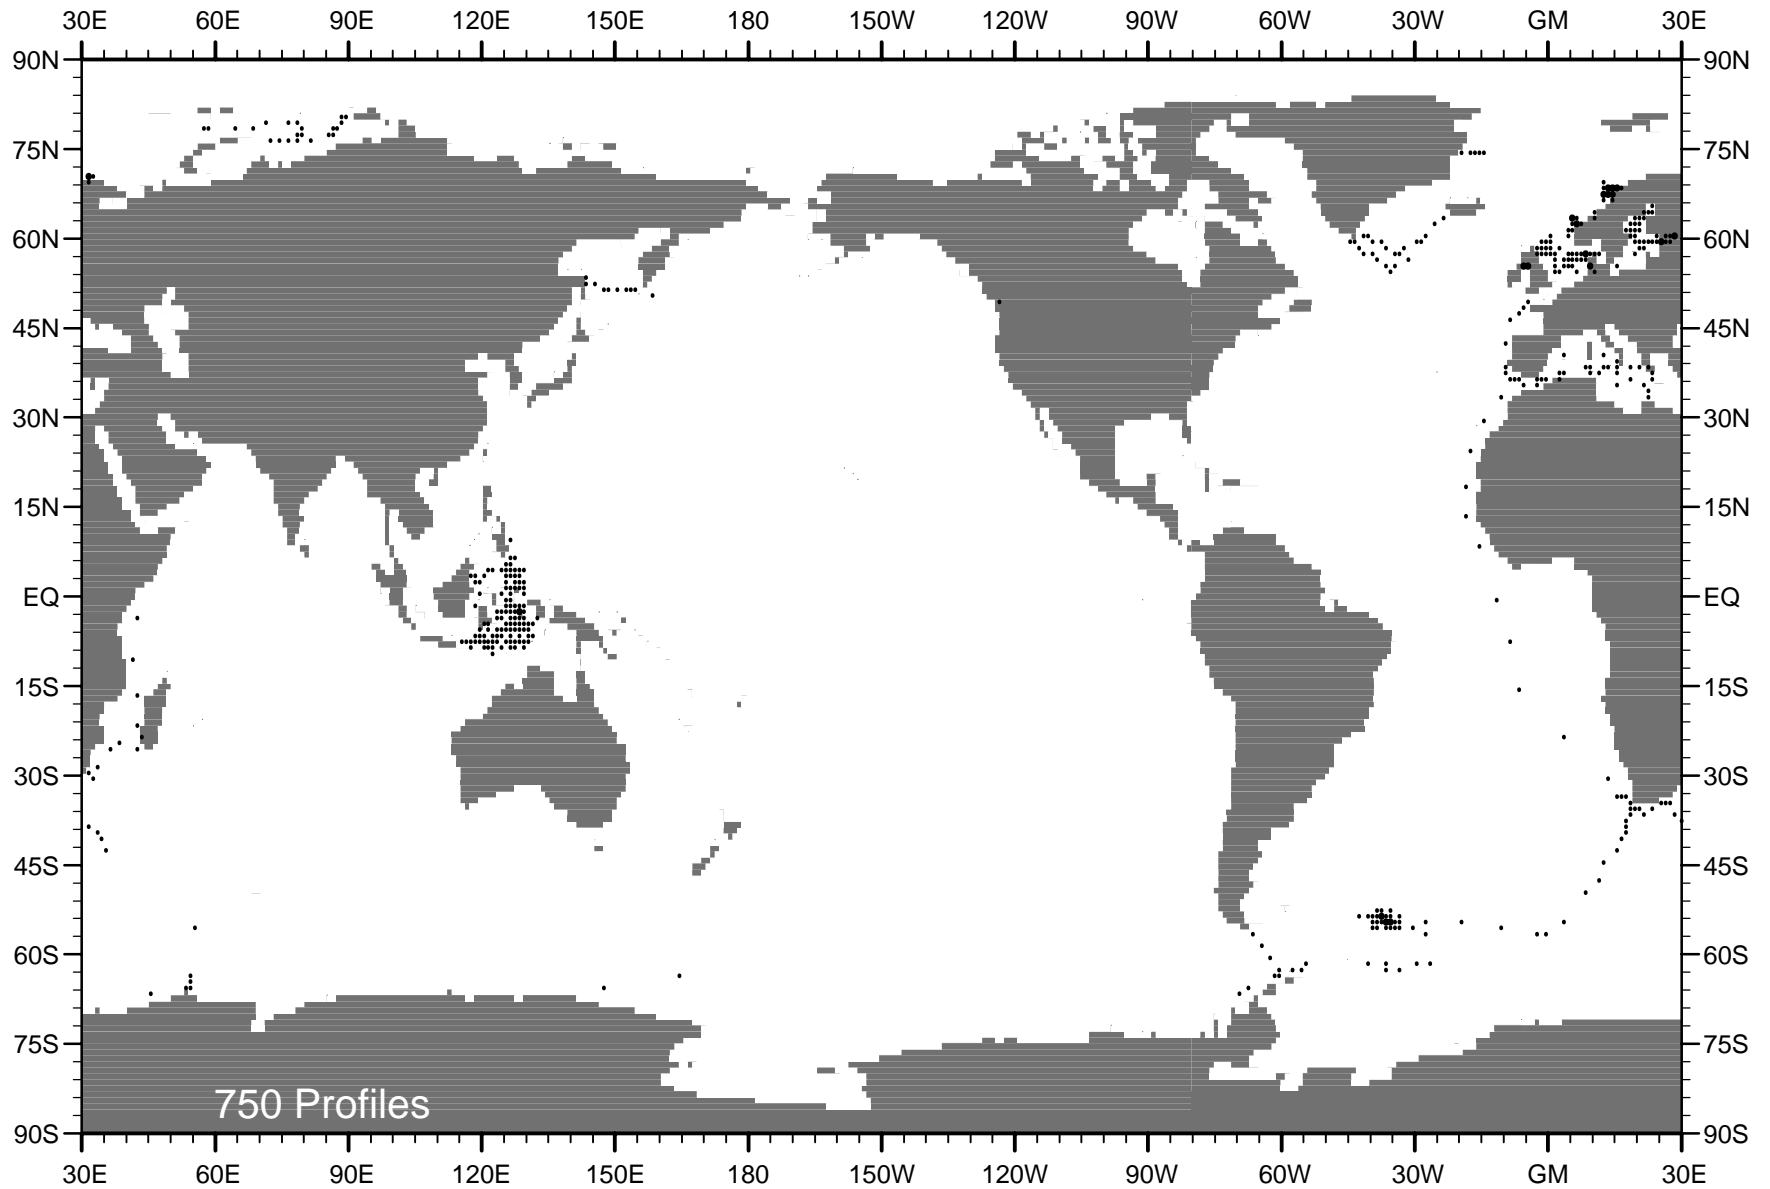 30E 60E 90E 120E 150E 180 150W 120W 90W 60W 30W GM 30E
90N 90N
75N 75N
60N 60N
45N 45N
30N 30N
15N 15N
EQ EQ
15S 15S
30S 30S
45S 45S
60S 60S
75S 75S
750 Profiles
90S 90S
30E 60E 90E 120E 150E 180 150W 120W 90W 60W 30W GM 30E